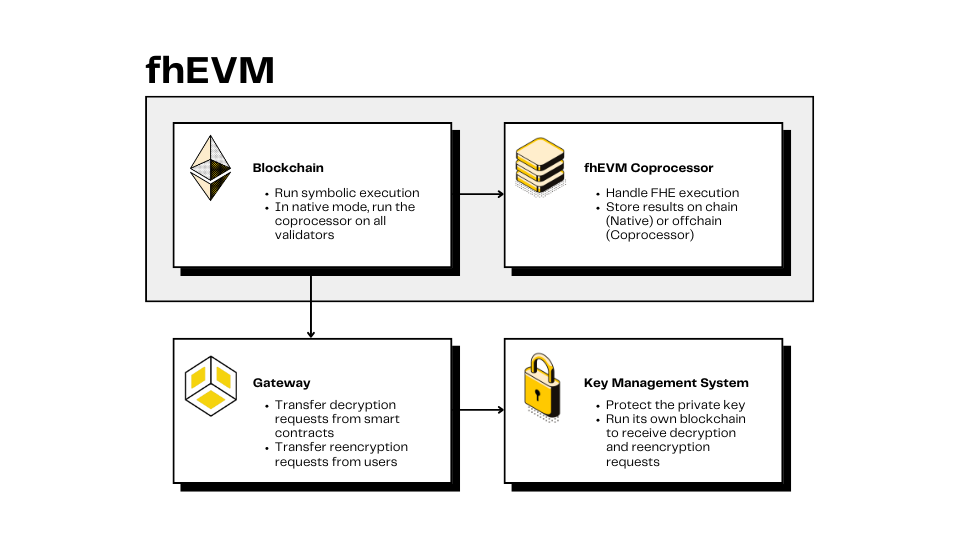 fhEVM
Blockchain
• Run symbolic execution
• In native mode, run the
coprocessor on all
validators
fhEVM Coprocessor
• Handle FHE execution
• Store results on chain
(Native) or offchain
(Coprocessor)
Gateway
• Transfer decryption
requests from smart
contracts
• Transfer reencryption
requests from users
Key Management System
• Protect the private key
• Run its own blockchain
to receive decryption
and reencryption
requests